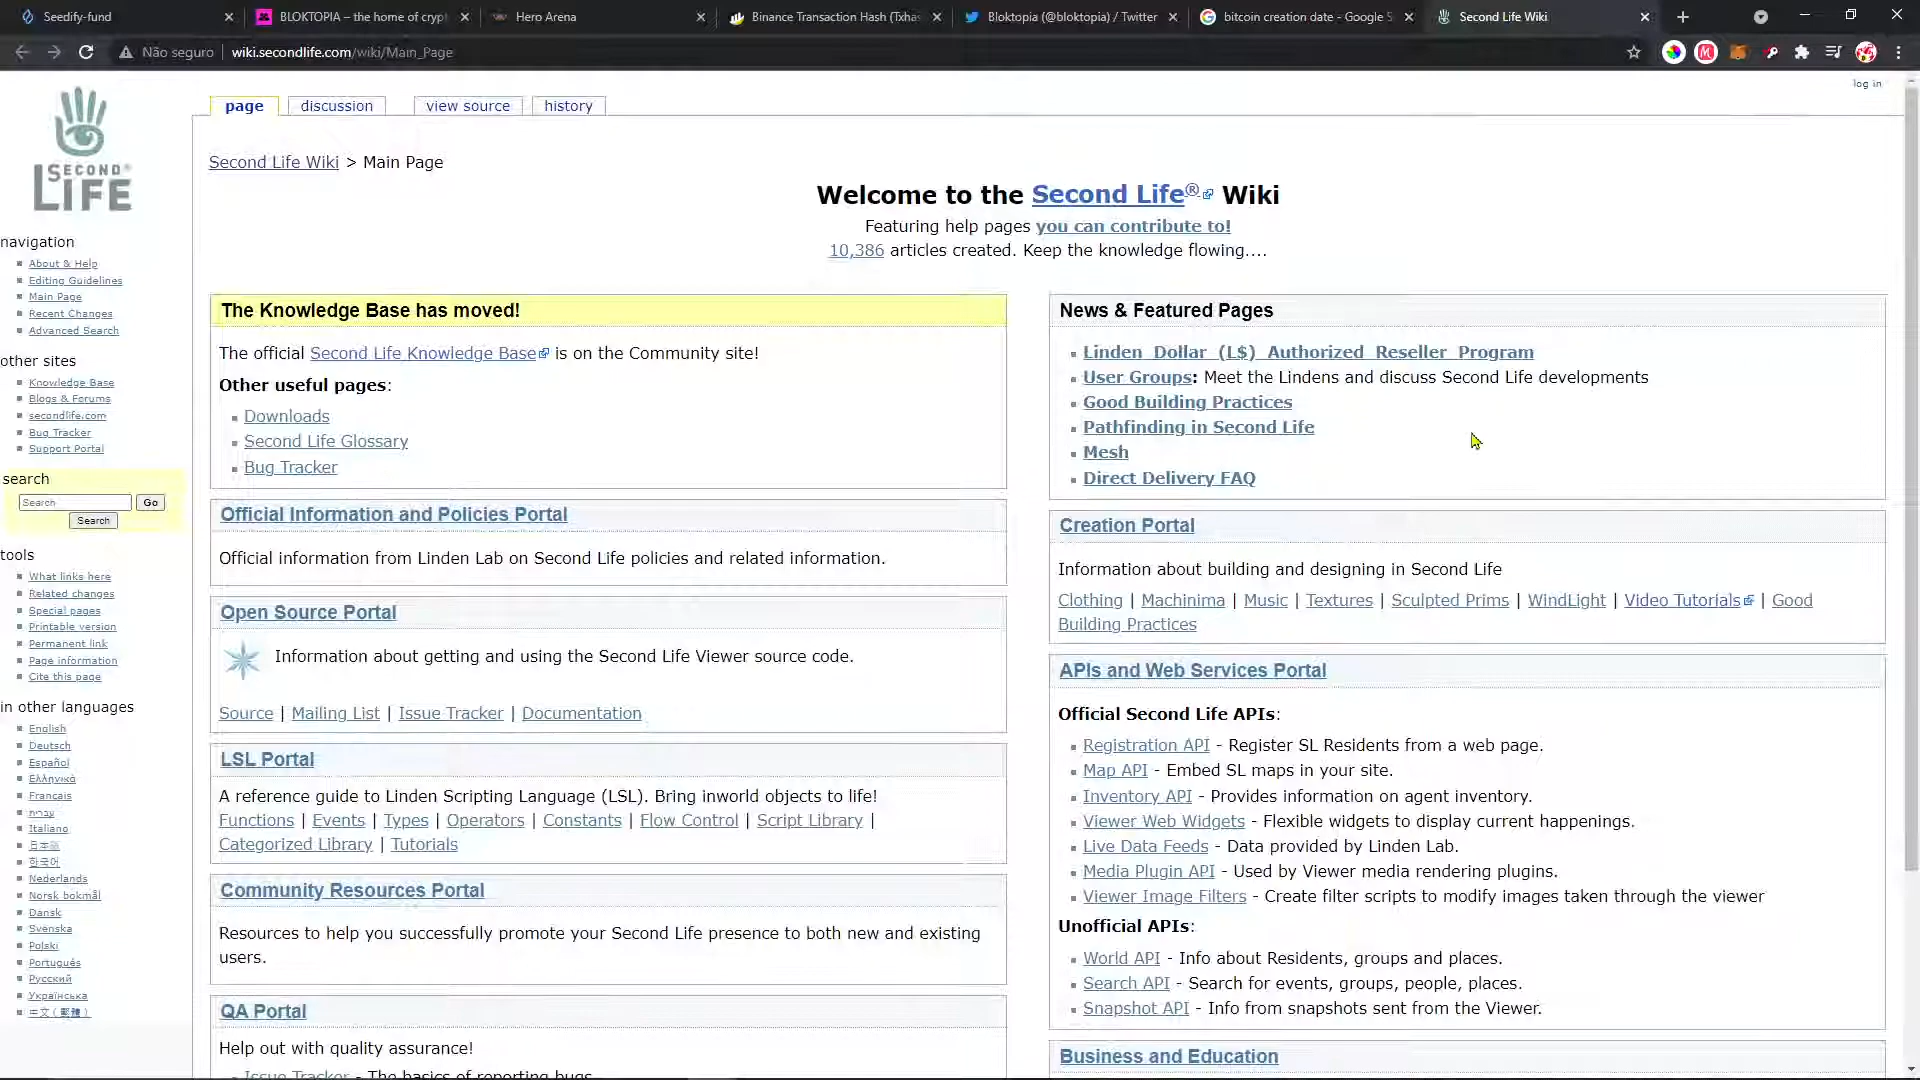 Seedify-fund
BLOKTOPIA – the home of cryp
Hero Arena
Binance Transaction Hash (Txhas
Bloktopia (@bloktopia) / Twitter
bitcoin creation date - Google S
Second Life Wiki
Não seguro
wiki.secondlife.com/wiki/Main_Page
log in
page
discussion
view source
history
SECOND® LIFE
Second Life Wiki > Main Page
Welcome to the Second Life® Wiki
Featuring help pages you can contribute to!
10,386 articles created. Keep the knowledge flowing....
navigation
About & Help
Editing Guidelines
Main Page
Recent Changes
Advanced Search
other sites
Knowledge Base
Blogs & Forums
secondlife.com
Bug Tracker
Support Portal
search
Search
Go
Search
tools
What links here
Related changes
Special pages
Printable version
Permanent link
Page information
Cite this page
in other languages
English
Deutsch
Español
Ελληνικά
Français
עברית
Italiano
日本語
한국어
Nederlands
Norsk bokmål
Dansk
Svenska
Polski
Português
Русский
Українська
中文（繁體）
The Knowledge Base has moved!
The official Second Life Knowledge Base is on the Community site!
Other useful pages:
Downloads
Second Life Glossary
Bug Tracker
Official Information and Policies Portal
Official information from Linden Lab on Second Life policies and related information.
Open Source Portal
Information about getting and using the Second Life Viewer source code.
Source | Mailing List | Issue Tracker | Documentation
LSL Portal
A reference guide to Linden Scripting Language (LSL). Bring inworld objects to life!
Functions | Events | Types | Operators | Constants | Flow Control | Script Library |
Categorized Library | Tutorials
Community Resources Portal
Resources to help you successfully promote your Second Life presence to both new and existing
users.
QA Portal
Help out with quality assurance!
Issue Tracker - The basics of reporting bugs
News & Featured Pages
Linden Dollar (L$) Authorized Reseller Program
User Groups: Meet the Lindens and discuss Second Life developments
Good Building Practices
Pathfinding in Second Life
Mesh
Direct Delivery FAQ
Creation Portal
Information about building and designing in Second Life
Clothing | Machinima | Music | Textures | Sculpted Prims | WindLight | Video Tutorials | Good
Building Practices
APIs and Web Services Portal
Official Second Life APIs:
Registration API - Register SL Residents from a web page.
Map API - Embed SL maps in your site.
Inventory API - Provides information on agent inventory.
Viewer Web Widgets - Flexible widgets to display current happenings.
Live Data Feeds - Data provided by Linden Lab.
Media Plugin API - Used by Viewer media rendering plugins.
Viewer Image Filters - Create filter scripts to modify images taken through the viewer
Unofficial APIs:
World API - Info about Residents, groups and places.
Search API - Search for events, groups, people, places.
Snapshot API - Info from snapshots sent from the Viewer.
Business and Education